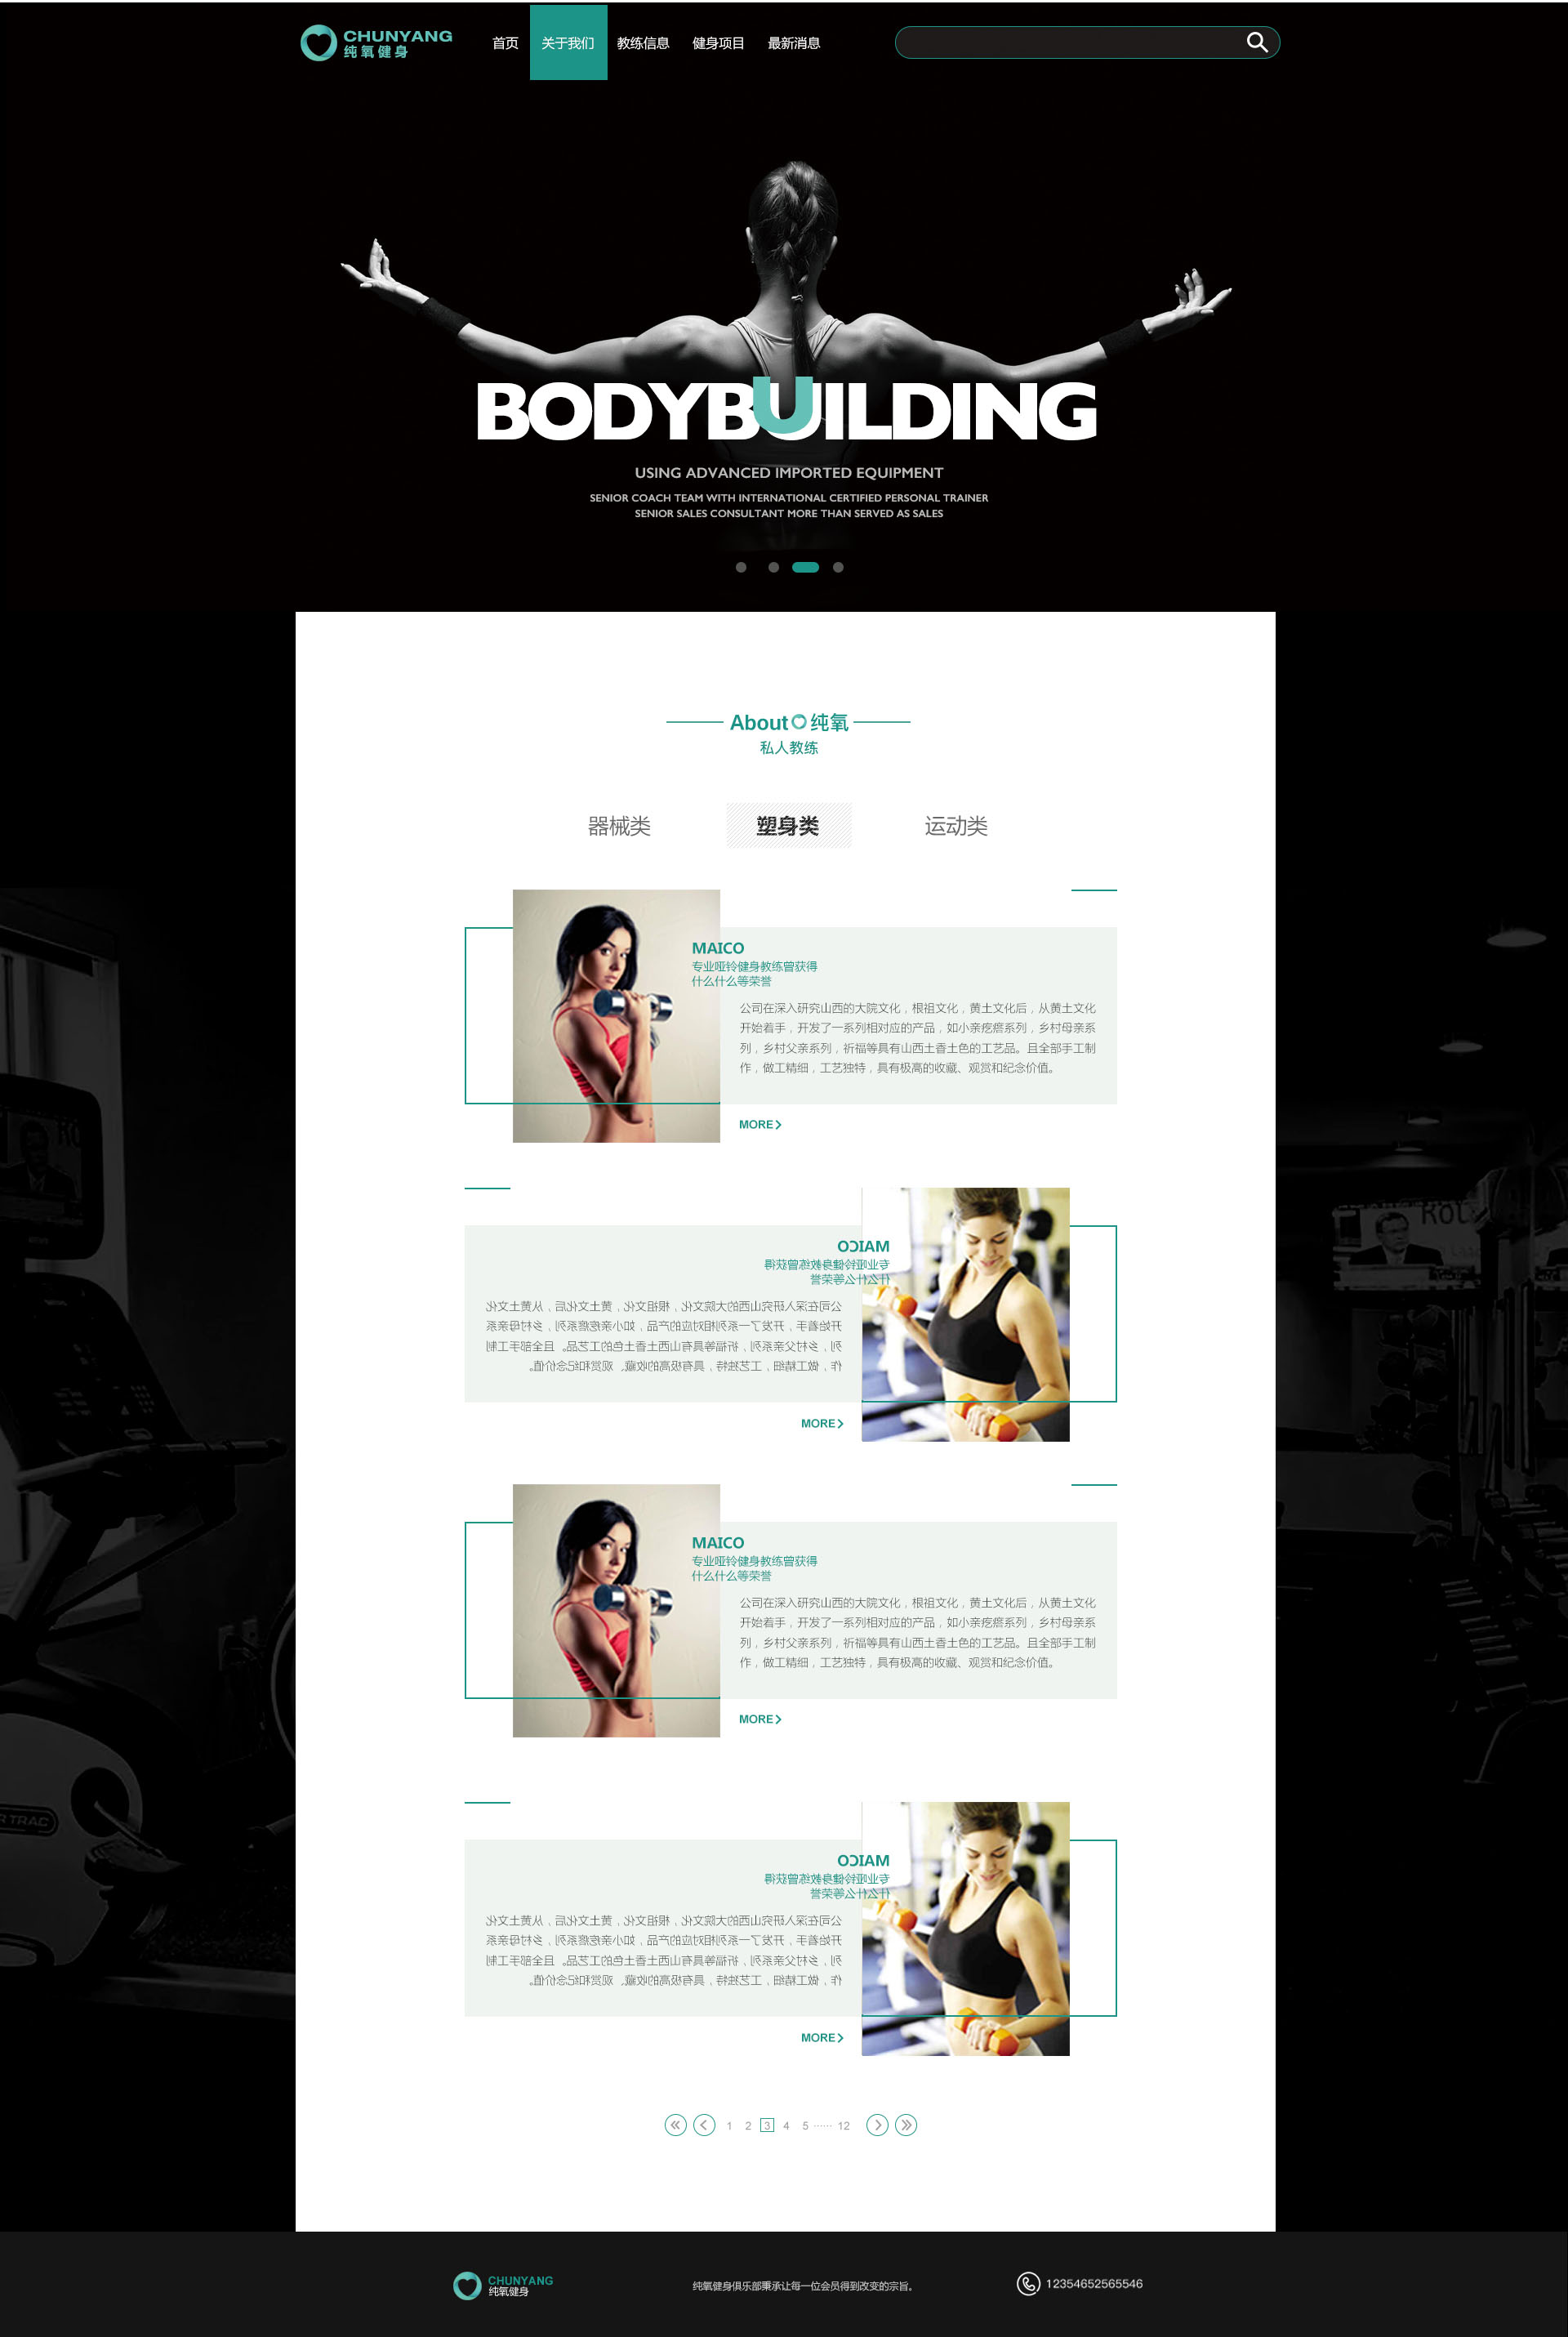 CHUNYANG
纯氧健身
首页 关于我们 教练信息 健身项目 最新消息
BODYBUILDING
USING ADVANCED IMPORTED EQUIPMENT
SENIOR COACH TEAM WITH INTERNATIONAL CERTIFIED PERSONAL TRAINER
SENIOR SALES CONSULTANT MORE THAN SERVED AS SALES
About 纯氧
私人教练
器械类 塑身类 运动类
MAICO
专业哑铃健身教练曾获得
什么什么等荣誉
公司在深入研究山西的大院文化，根祖文化，黄土文化后，从黄土文化
开始着手，开发了一系列相对应的产品，如小亲疙瘩系列，乡村母亲系
列，乡村父亲系列，祈福等具有山西土香土色的工艺品。且全部手工制
作，做工精细，工艺独特，具有极高的收藏、观赏和纪念价值。
MORE
MAICO
专业哑铃健身教练曾获得
什么什么等荣誉
公司在深入研究山西的大院文化，根祖文化，黄土文化后，从黄土文化
开始着手，开发了一系列相对应的产品，如小亲疙瘩系列，乡村母亲系
列，乡村父亲系列，祈福等具有山西土香土色的工艺品。且全部手工制
作，做工精细，工艺独特，具有极高的收藏、观赏和纪念价值。
MORE
MAICO
专业哑铃健身教练曾获得
什么什么等荣誉
公司在深入研究山西的大院文化，根祖文化，黄土文化后，从黄土文化
开始着手，开发了一系列相对应的产品，如小亲疙瘩系列，乡村母亲系
列，乡村父亲系列，祈福等具有山西土香土色的工艺品。且全部手工制
作，做工精细，工艺独特，具有极高的收藏、观赏和纪念价值。
MORE
MAICO
专业哑铃健身教练曾获得
什么什么等荣誉
公司在深入研究山西的大院文化，根祖文化，黄土文化后，从黄土文化
开始着手，开发了一系列相对应的产品，如小亲疙瘩系列，乡村母亲系
列，乡村父亲系列，祈福等具有山西土香土色的工艺品。且全部手工制
作，做工精细，工艺独特，具有极高的收藏、观赏和纪念价值。
MORE
TRAC
1 2 3 4 5 ...... 12
CHUNYANG
纯氧健身
纯氧健身俱乐部秉承让每一位会员得到改变的宗旨。
12354652565546